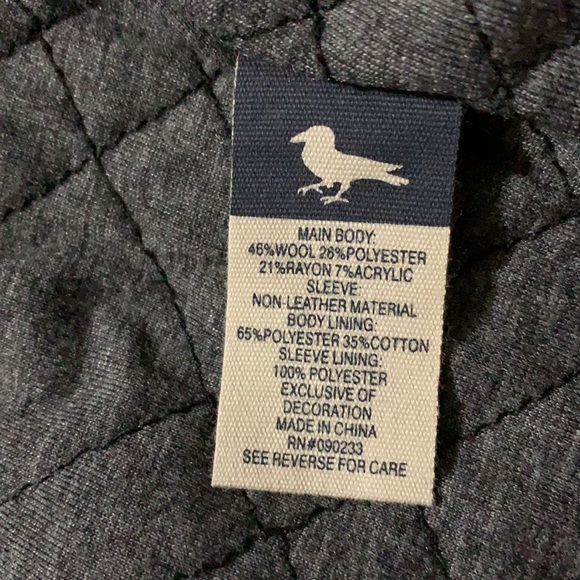 MAIN BODY:
46%WOOL 26%POLYESTER
21%RAYON 7%ACRYLIC
SLEEVE:
NON-LEATHER MATERIAL
BODY LINING:
65%POLYESTER 35%COTTON
SLEEVE LINING:
100% POLYESTER
EXCLUSIVE OF
DECORATION
MADE IN CHINA
RN#090233
SEE REVERSE FOR CARE